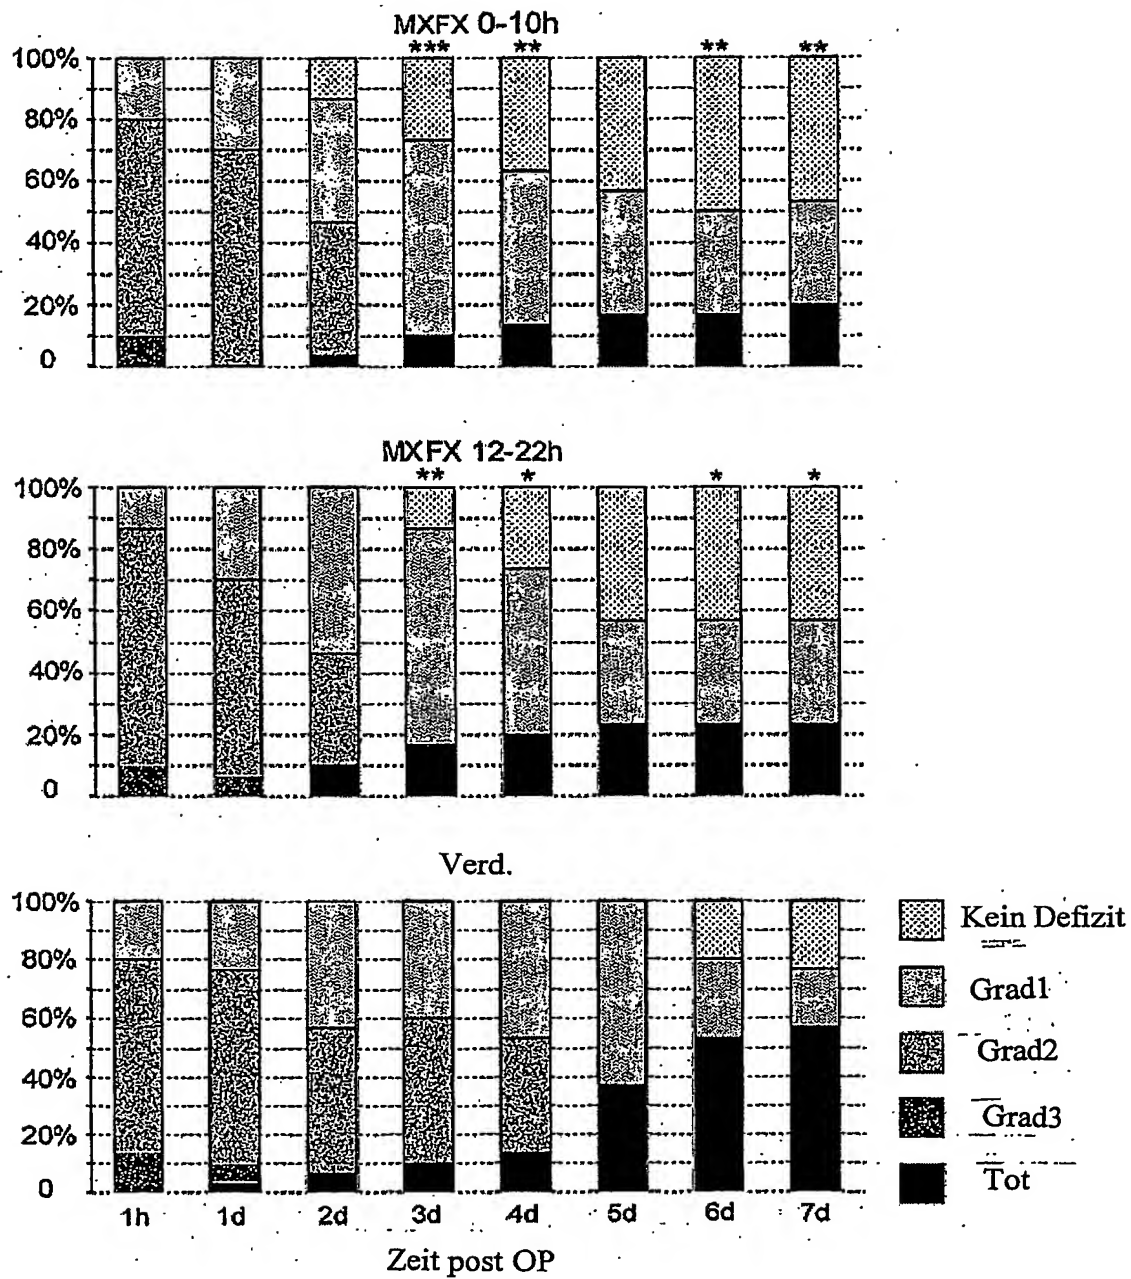 MXFX 0-10h
*** ** ** **
100%
80%
60%
40%
20%
0
MXFX 12-22h
** * * *
100%
80%
60%
40%
20%
0
Verd.
100%
80%
60%
40%
20%
0
1h 1d 2d 3d 4d 5d 6d 7d
Zeit post OP
Kein Defizit
Grad1
Grad2
Grad3
Tot